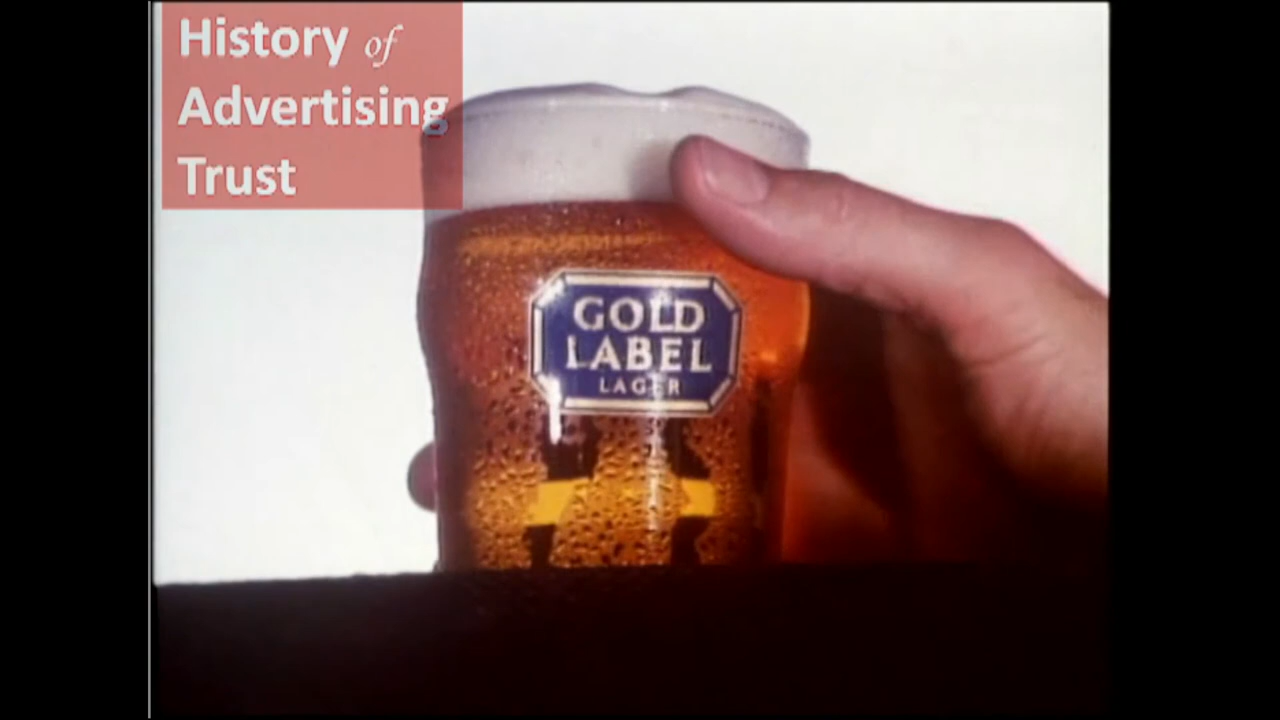 History of
Advertising
Trust
GOLD
LABEL
LAGER